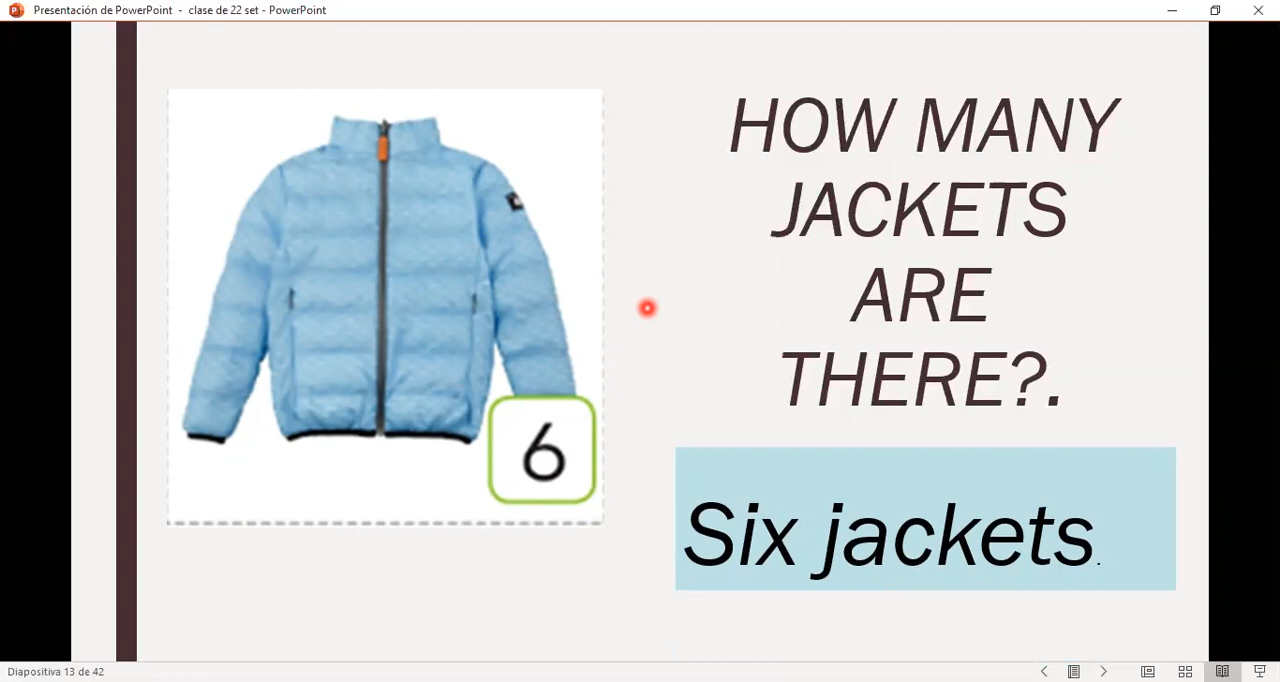 Presentación de PowerPoint - clase de 22 set - PowerPoint
HOW MANY
JACKETS
ARE
THERE?.
6
Six jackets.
Diapositiva 13 de 42